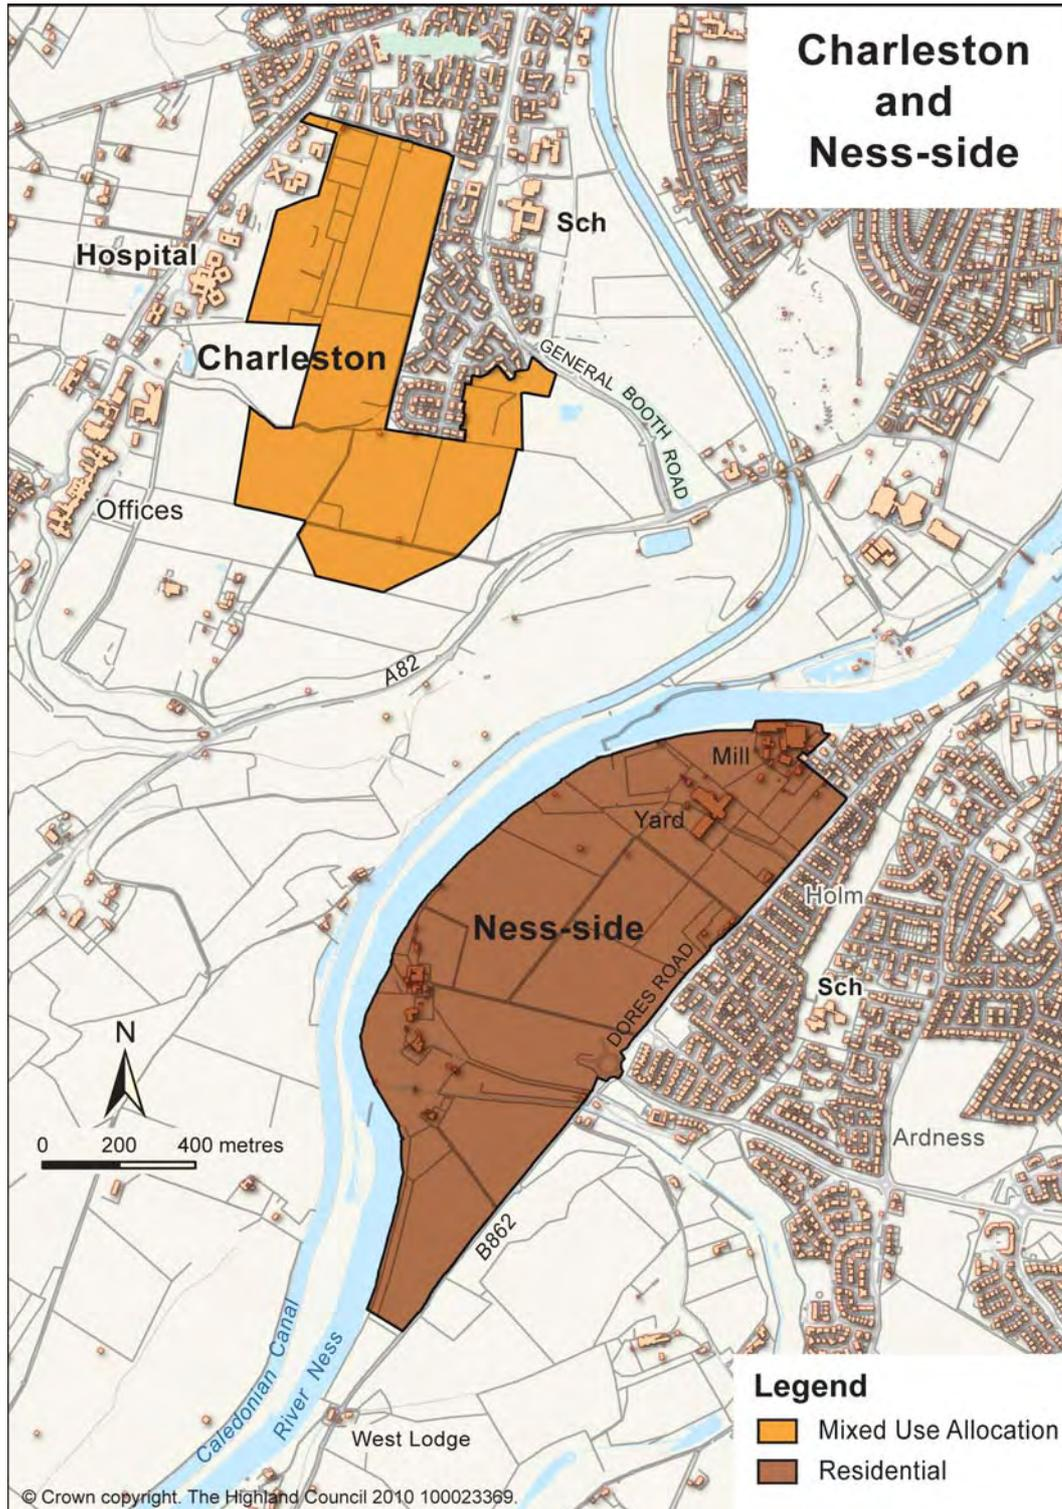 Charleston
and
Ness-side
Sch
Hospital
Charleston
GENERAL BOOTH ROAD
Offices
A82
Mill
Yard
Holm
Ness-side
DORES ROAD
Sch
N
0 200 400 metres
Ardness
B862
Caledonian Canal
River Ness
West Lodge
Legend
Mixed Use Allocation
Residential
© Crown copyright. The Highland Council 2010 100023369.